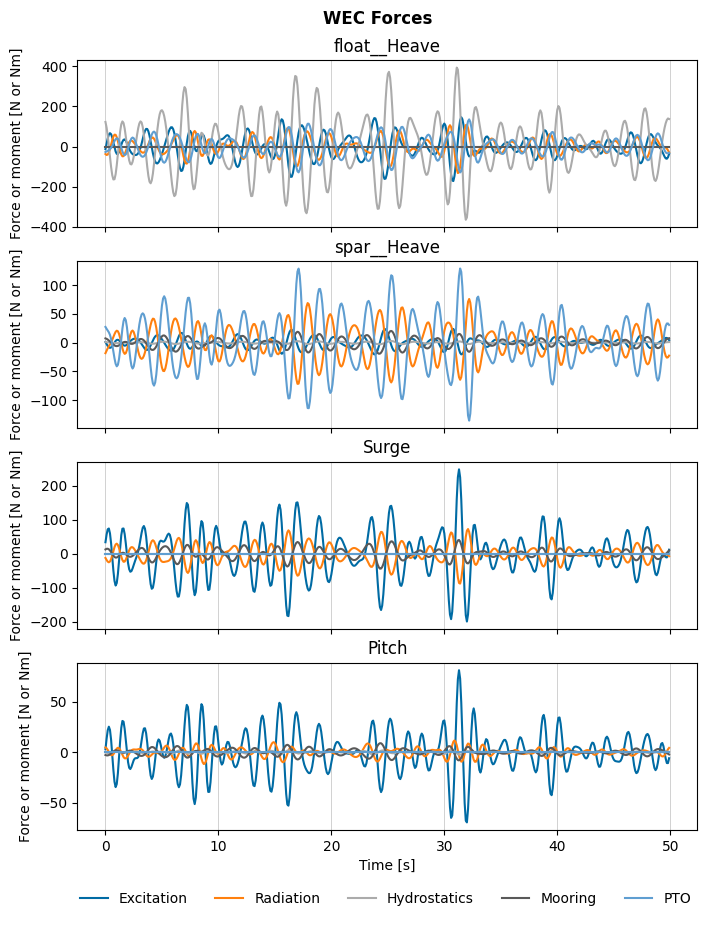 WEC Forces
float__Heave
Force or moment [N or Nm]
400
200
0
−200
−400
spar__Heave
Force or moment [N or Nm]
100
50
0
−50
−100
Surge
Force or moment [N or Nm]
200
100
0
−100
−200
Pitch
Force or moment [N or Nm]
50
0
−50
0 10 20 30 40 50
Time [s]
Excitation Radiation Hydrostatics Mooring PTO